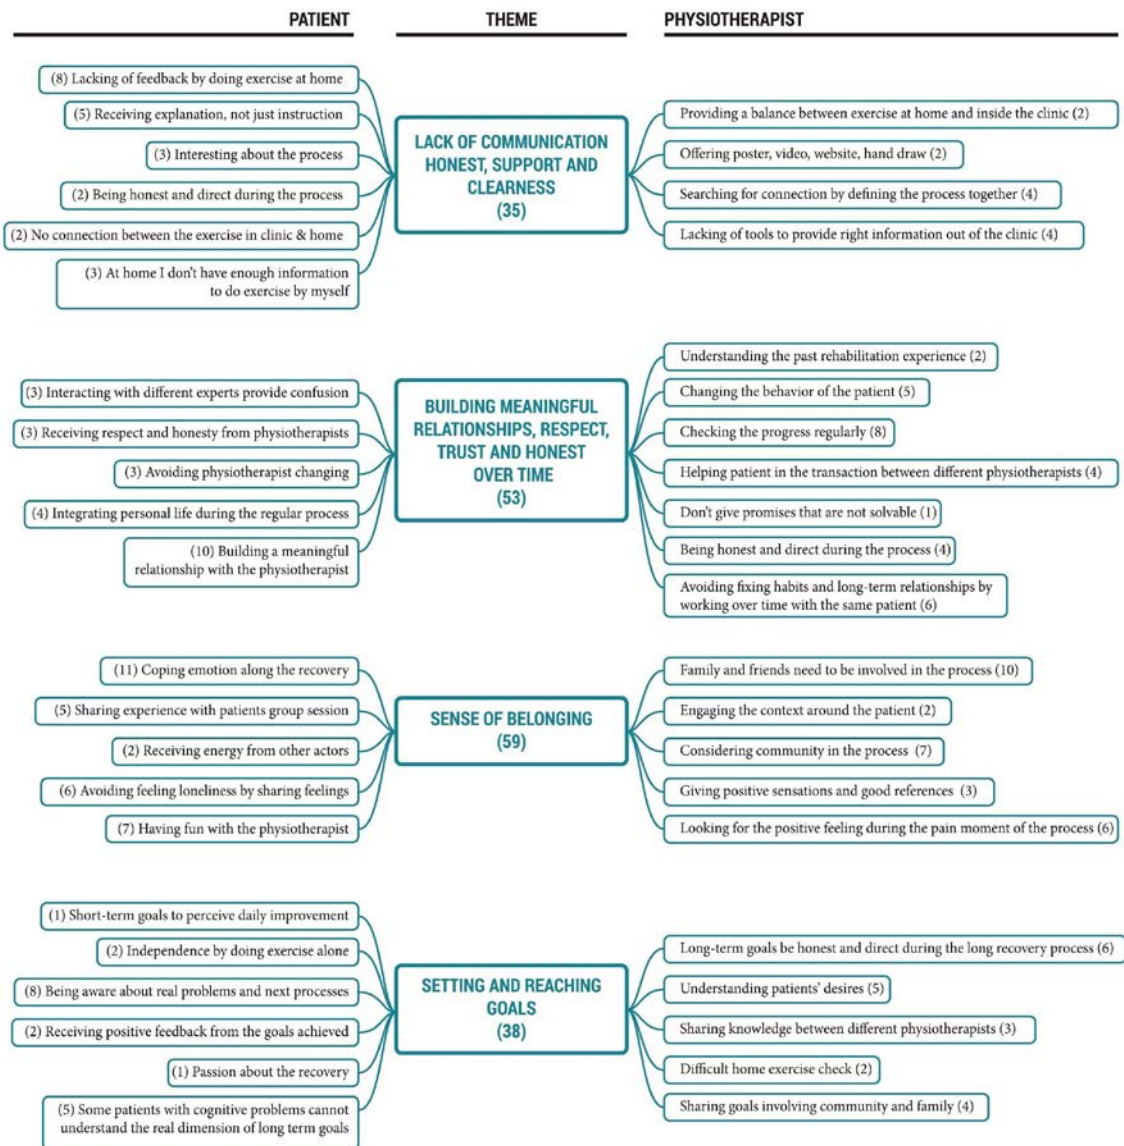 PATIENT
THEME
PHYSIOTHERAPIST
(8) Lacking of feedback by doing exercise at home
(5) Receiving explanation, not just instruction
(3) Interesting about the process
(2) Being honest and direct during the process
(2) No connection between the exercise in clinic & home
(3) At home I don't have enough information
to do exercise by myself
LACK OF COMMUNICATION
HONEST, SUPPORT AND
CLEARNESS
(35)
Providing a balance between exercise at home and inside the clinic (2)
Offering poster, video, website, hand draw (2)
Searching for connection by defining the process together (4)
Lacking of tools to provide right information out of the clinic (4)
(3) Interacting with different experts provide confusion
(3) Receiving respect and honesty from physiotherapists
(3) Avoiding physiotherapist changing
(4) Integrating personal life during the regular process
(10) Building a meaningful
relationship with the physiotherapist
BUILDING MEANINGFUL
RELATIONSHIPS, RESPECT,
TRUST AND HONEST
OVER TIME
(53)
Understanding the past rehabilitation experience (2)
Changing the behavior of the patient (5)
Checking the progress regularly (8)
Helping patient in the transaction between different physiotherapists (4)
Don't give promises that are not solvable (1)
Being honest and direct during the process (4)
Avoiding fixing habits and long-term relationships by
working over time with the same patient (6)
(11) Coping emotion along the recovery
(5) Sharing experience with patients group session
(2) Receiving energy from other actors
(6) Avoiding feeling loneliness by sharing feelings
(7) Having fun with the physiotherapist
SENSE OF BELONGING
(59)
Family and friends need to be involved in the process (10)
Engaging the context around the patient (2)
Considering community in the process (7)
Giving positive sensations and good references (3)
Looking for the positive feeling during the pain moment of the process (6)
(1) Short-term goals to perceive daily improvement
(2) Independence by doing exercise alone
(8) Being aware about real problems and next processes
(2) Receiving positive feedback from the goals achieved
(1) Passion about the recovery
(5) Some patients with cognitive problems cannot
understand the real dimension of long term goals
SETTING AND REACHING
GOALS
(38)
Long-term goals be honest and direct during the long recovery process (6)
Understanding patients' desires (5)
Sharing knowledge between different physiotherapists (3)
Difficult home exercise check (2)
Sharing goals involving community and family (4)